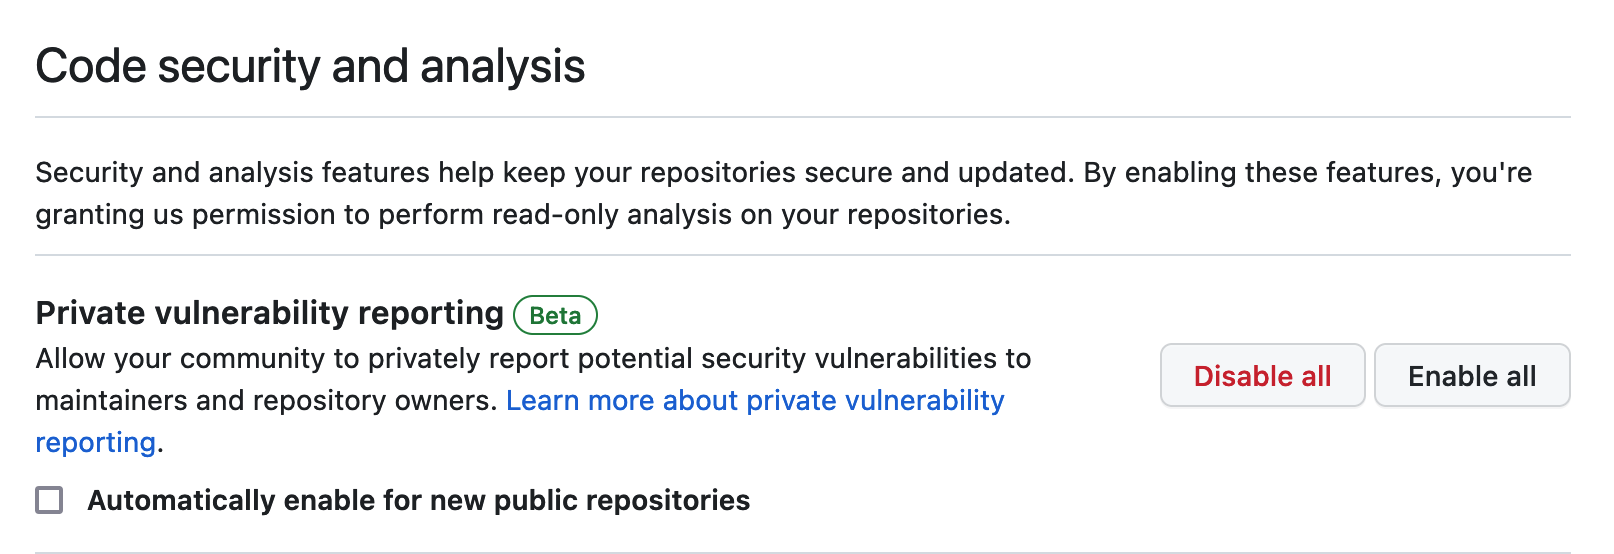 Code security and analysis
Security and analysis features help keep your repositories secure and updated. By enabling these features, you're
granting us permission to perform read-only analysis on your repositories.
Private vulnerability reporting Beta
Allow your community to privately report potential security vulnerabilities to
maintainers and repository owners. Learn more about private vulnerability
reporting.
Disable all Enable all
Automatically enable for new public repositories